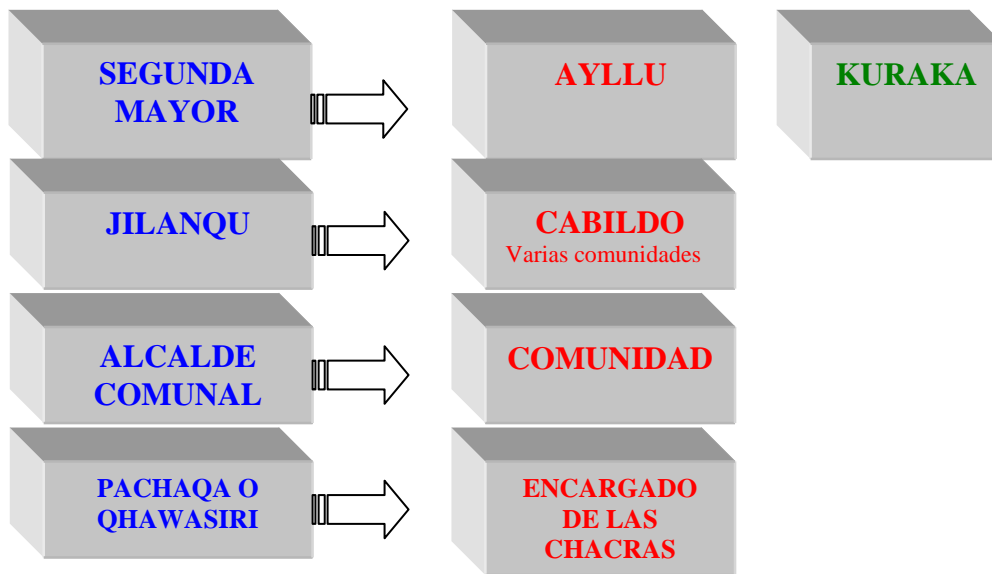 SEGUNDA
MAYOR
AYLLU
KURAKA
JILANQU
CABILDO
Varias comunidades
ALCALDE
COMUNAL
COMUNIDAD
PACHAQA O
QHAWASIRI
ENCARGADO
DE LAS
CHACRAS